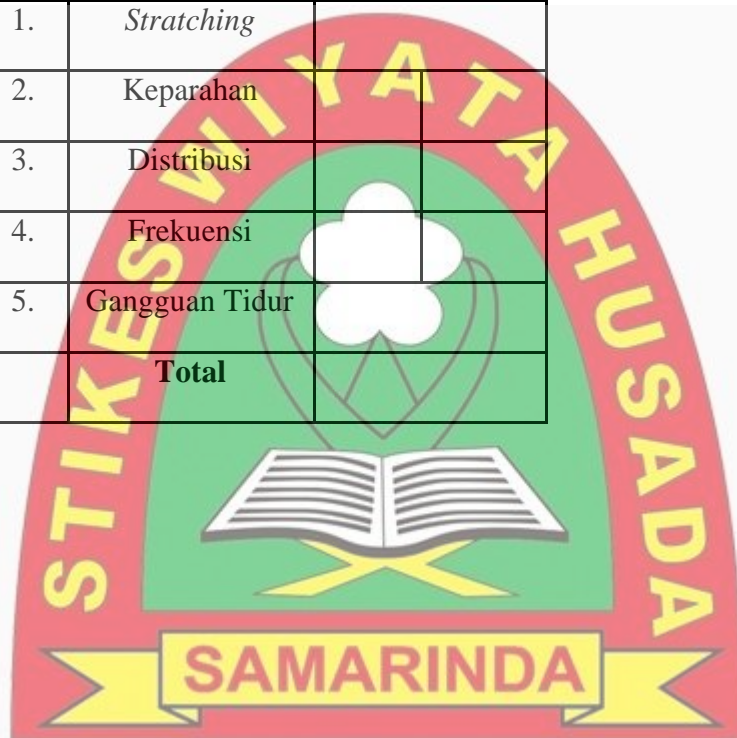 1. Stratching
2. Keparahan
3. Distribusi
4. Frekuensi
5. Gangguan Tidur
Total
STIKES WIYATA HUSADA
SAMARINDA